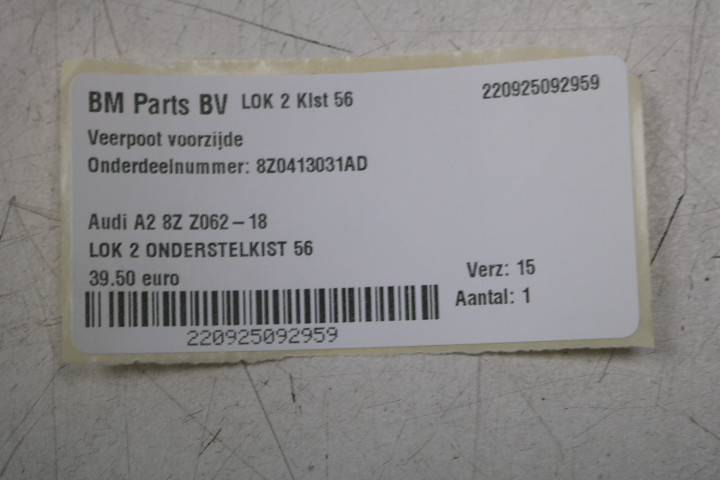 BM Parts BV LOK 2 KIst 56 220925092959
Veerpoot voorzijde
Onderdeelnummer: 8Z0413031AD
Audi A2 8Z Z062-18
LOK 2 ONDERSTELKIST 56
39.50 euro
Verz: 15
Aantal: 1
220925092959